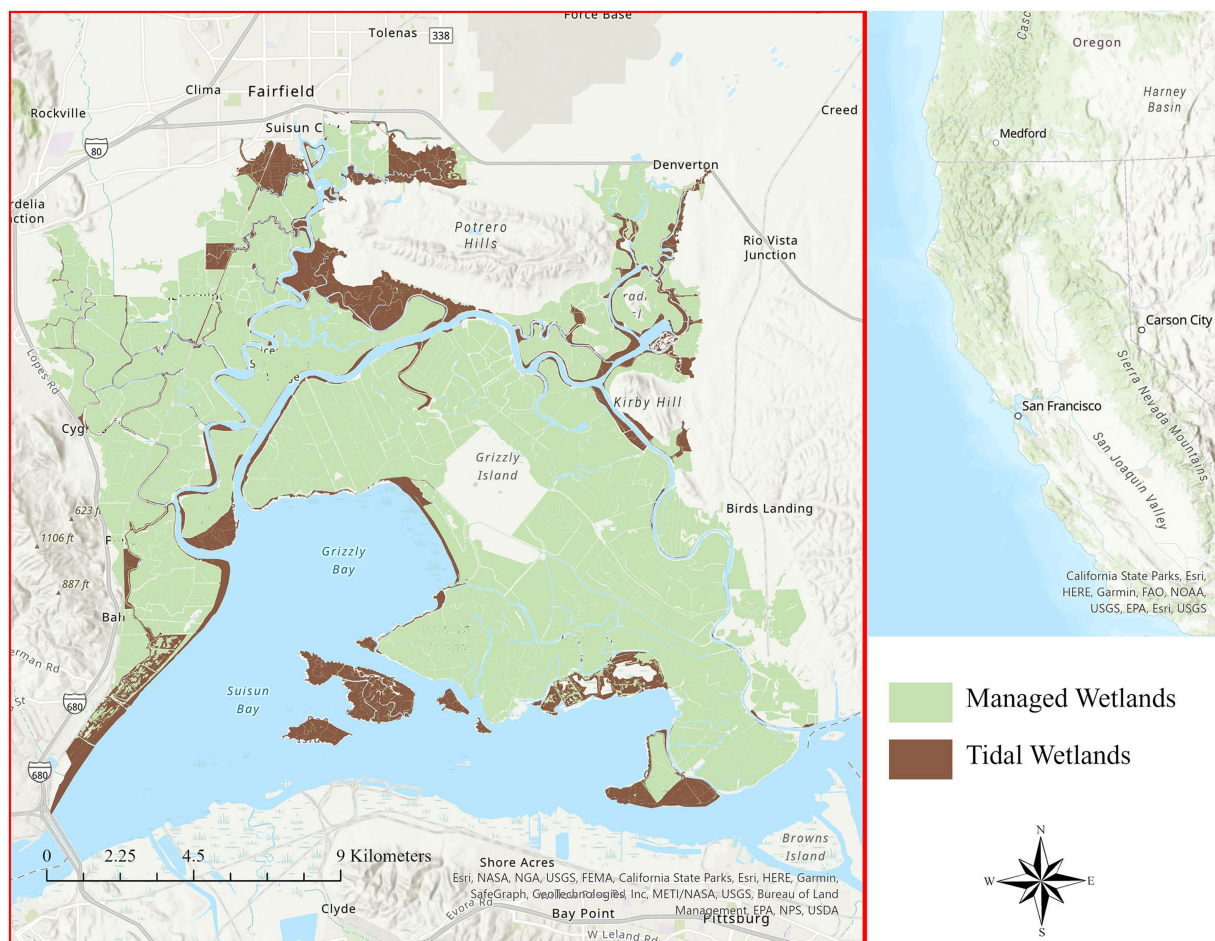 Force Base
Tolenas
338
Clima
Fairfield
Rockville
Creed
Suisun C
80
Denverton
rdelia
ction
Potrero
Hills
Rio Vista
Junction
Lopes Rd
Kirby Hill
Cyg
Grizzly
Island
623 f
1106 ft
Birds Landing
Grizzly
Bay
887 ft
Bah
erman Rd
St
680
Suisun
Bay
680
Browns
Island
0 2.25 4.5 9 Kilometers
Shore Acres
Esri, NASA, NGA, USGS, FEMA, California State Parks, Esri, HERE, Garmin,
SafeGraph, GeoTechnologies, Inc, METI/NASA, USGS, Bureau of Land
Management, EPA, NPS, USDA
Clyde
Evora Rd
Bay Point
Pittsburg
W Leland Rd
Casc
Oregon
Harney
Basin
Medford
Carson City
Sierra Nevada Mountains
San Francisco
San Joaquin Valley
California State Parks, Esri,
HERE, Garmin, FAO, NOAA,
USGS, EPA, Esri, USGS
Managed Wetlands
Tidal Wetlands
N
W E
S